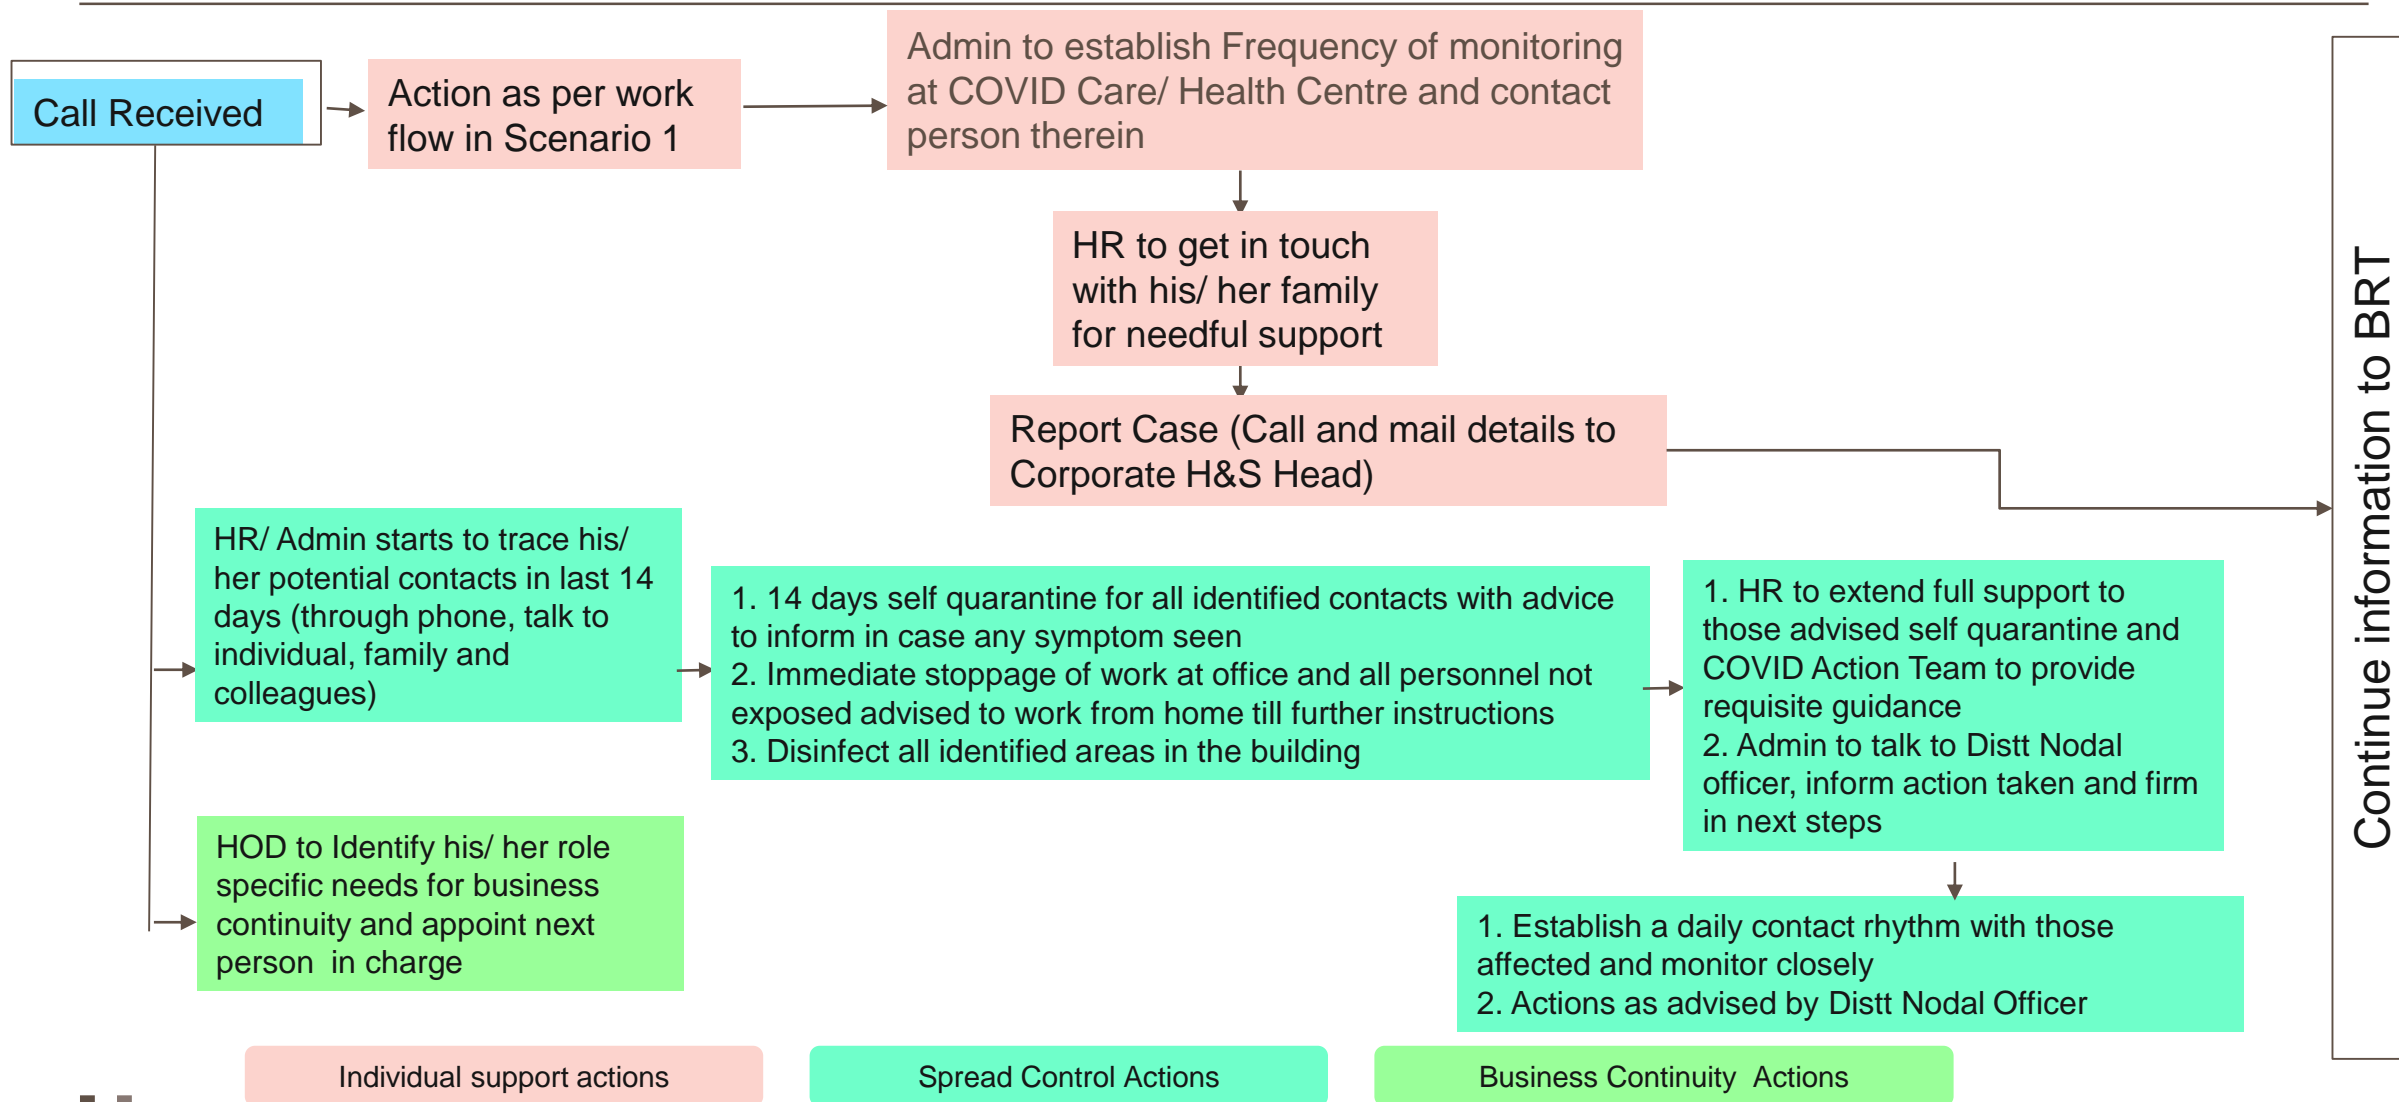 Call Received
Action as per work
flow in Scenario 1
Admin to establish Frequency of monitoring
at COVID Care/ Health Centre and contact
person therein
HR to get in touch
with his/ her family
for needful support
Report Case (Call and mail details to
Corporate H&S Head)
HR/ Admin starts to trace his/
her potential contacts in last 14
days (through phone, talk to
individual, family and
colleagues)
1. 14 days self quarantine for all identified contacts with advice
to inform in case any symptom seen
2. Immediate stoppage of work at office and all personnel not
exposed advised to work from home till further instructions
3. Disinfect all identified areas in the building
1. HR to extend full support to
those advised self quarantine and
COVID Action Team to provide
requisite guidance
2. Admin to talk to Distt Nodal
officer, inform action taken and firm
in next steps
HOD to Identify his/ her role
specific needs for business
continuity and appoint next
person in charge
1. Establish a daily contact rhythm with those
affected and monitor closely
2. Actions as advised by Distt Nodal Officer
Continue information to BRT
Individual support actions
Spread Control Actions
Business Continuity Actions